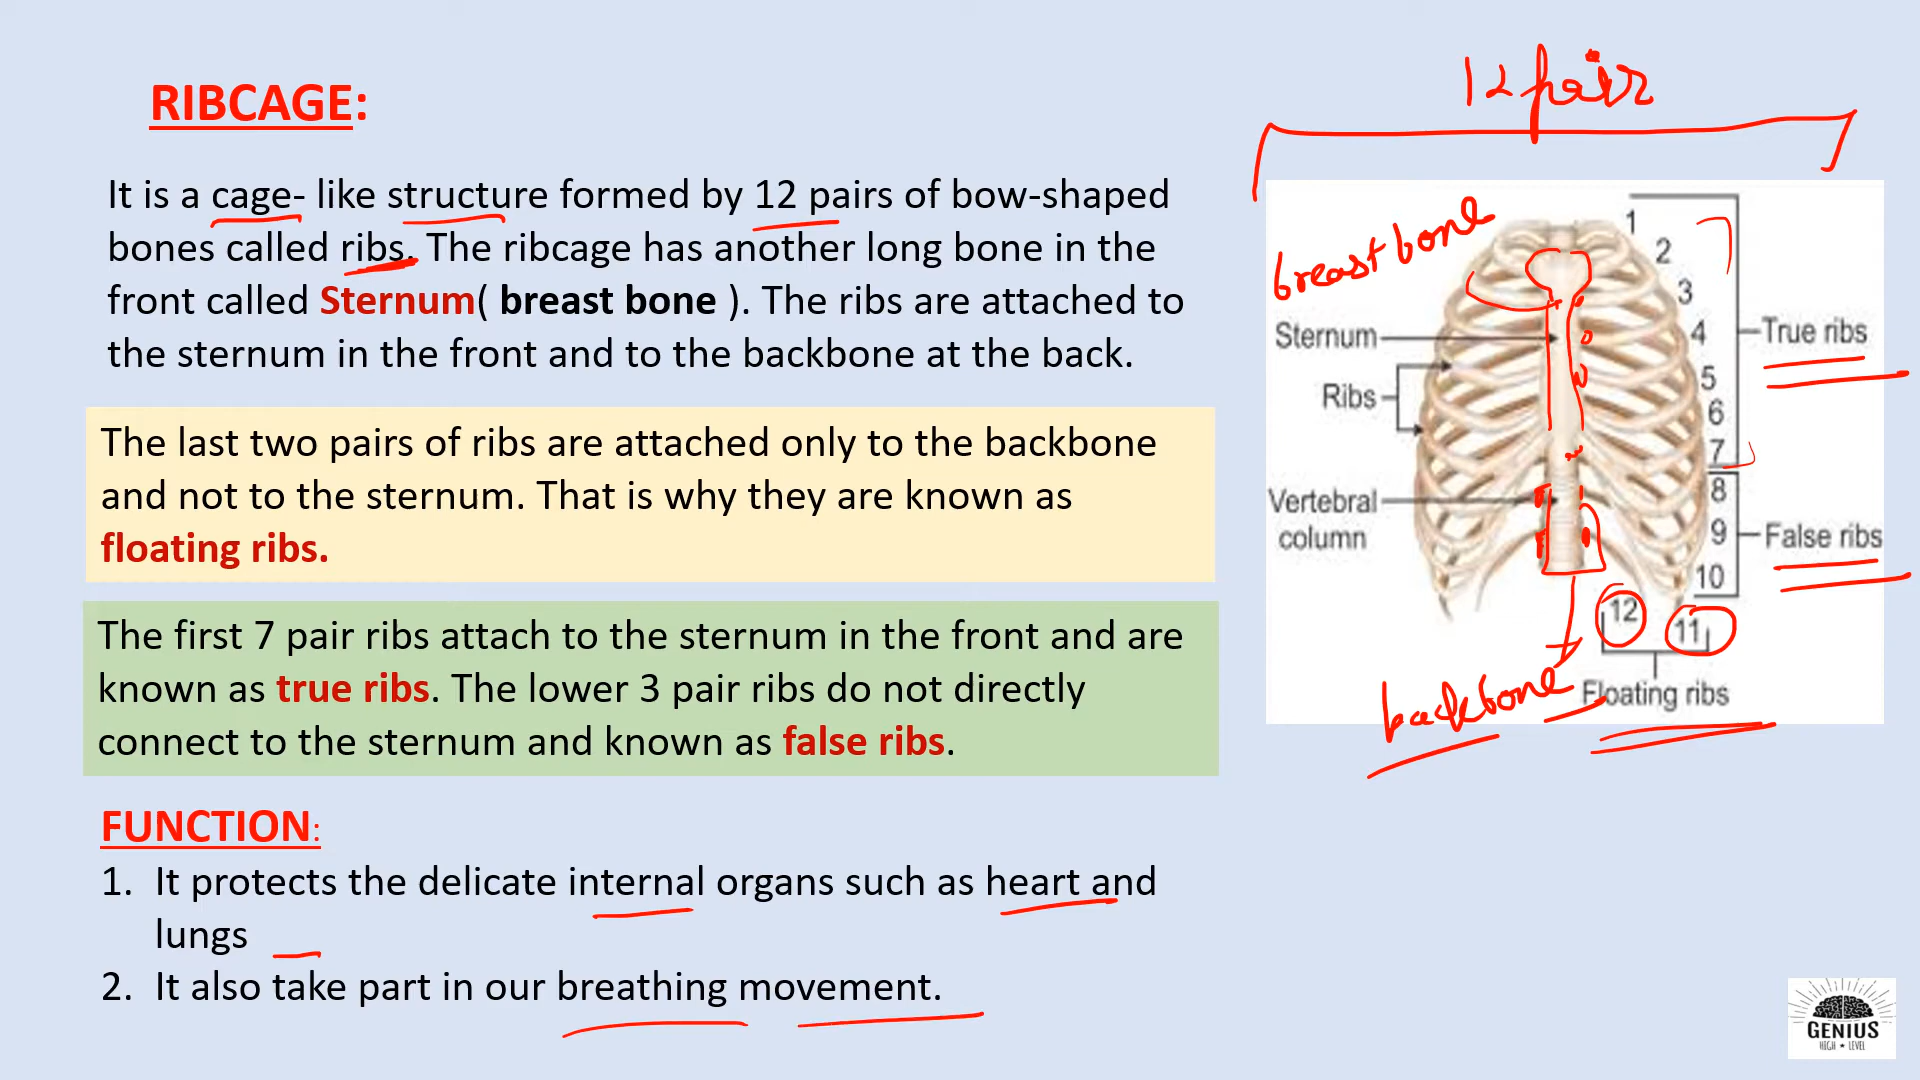 RIBCAGE:
It is a cage- like structure formed by 12 pairs of bow-shaped
bones called ribs. The ribcage has another long bone in the
front called Sternum( breast bone ). The ribs are attached to
the sternum in the front and to the backbone at the back.
The last two pairs of ribs are attached only to the backbone
and not to the sternum. That is why they are known as
floating ribs.
The first 7 pair ribs attach to the sternum in the front and are
known as true ribs. The lower 3 pair ribs do not directly
connect to the sternum and known as false ribs.
FUNCTION:
1. It protects the delicate internal organs such as heart and
lungs
2. It also take part in our breathing movement.
12 pair
breast bone
Sternum
Ribs
Vertebral
column
1
2
3
4
5
6
7
8
9
10
11
12
True ribs
False ribs
Floating ribs
backbone
GENIUS
HIGH ★ LEVEL